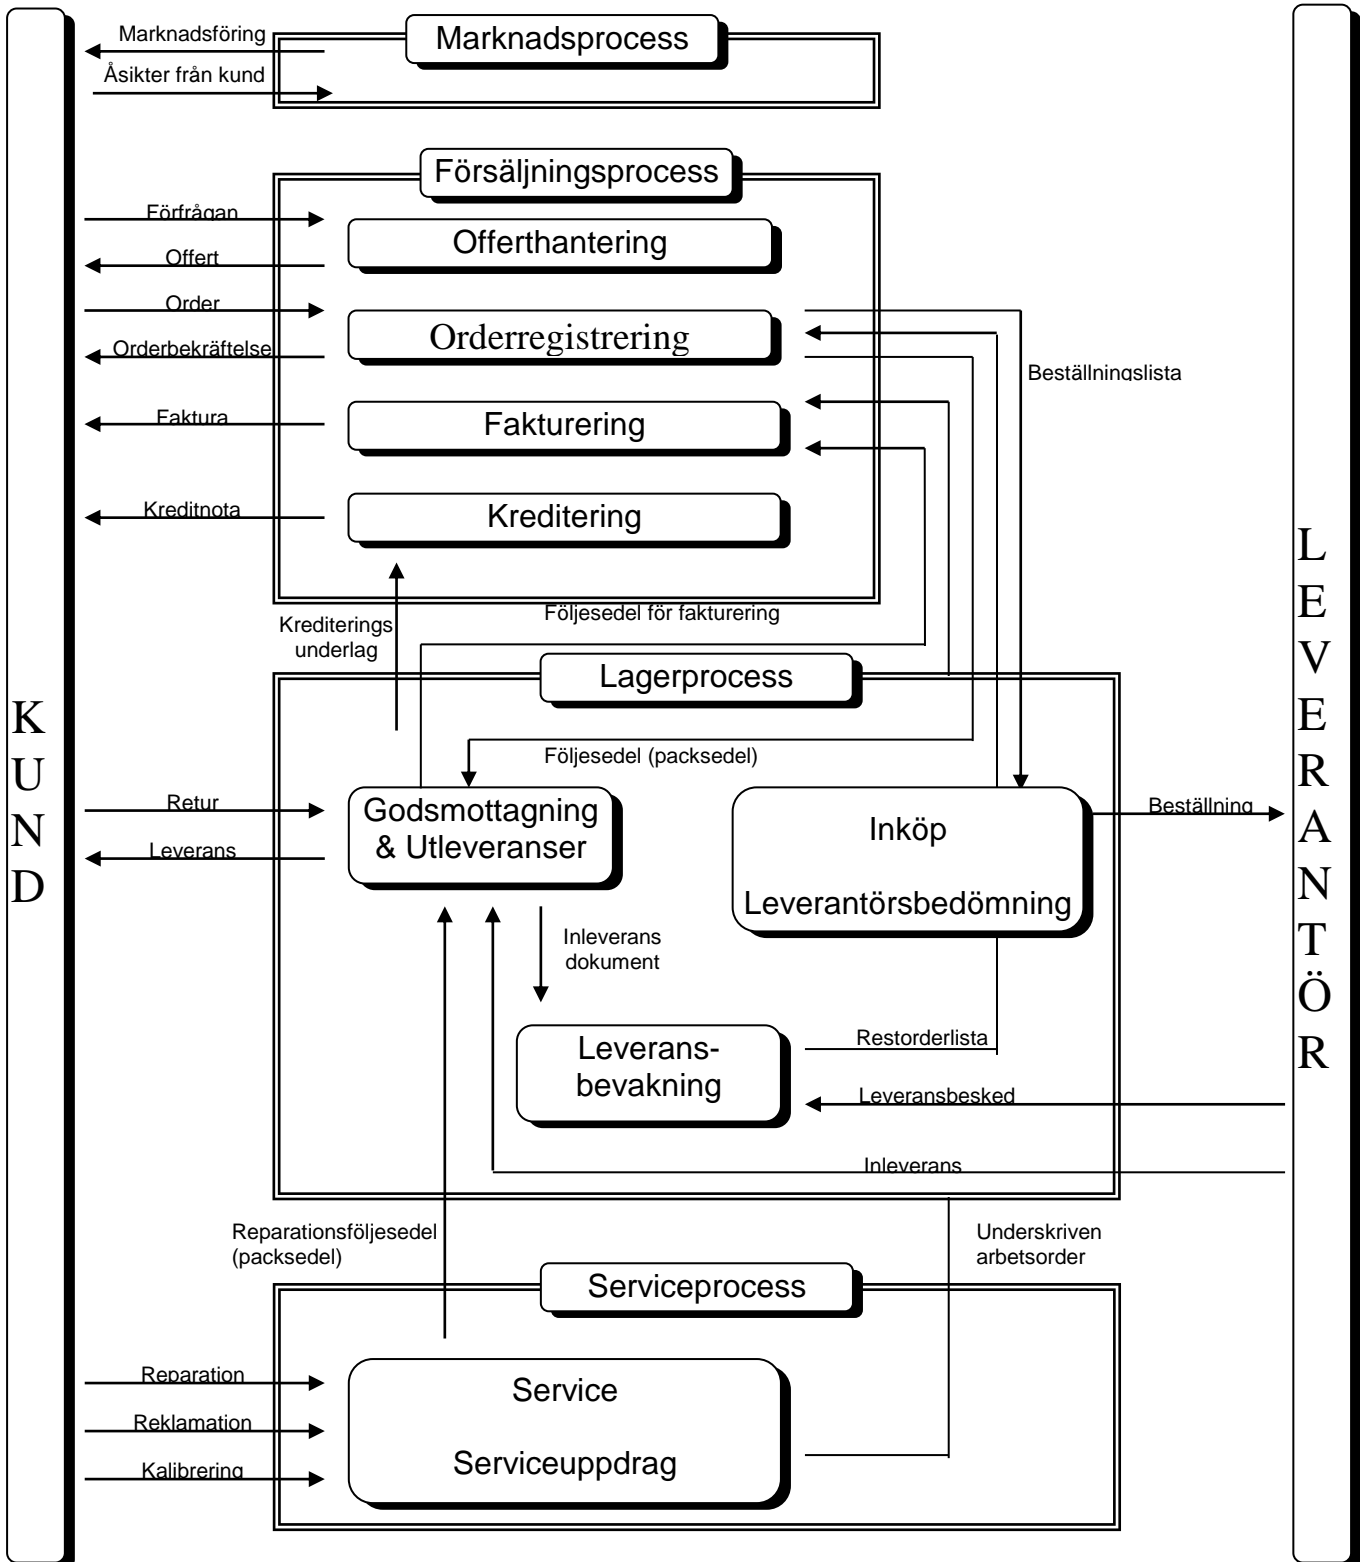 Marknadsföring
Marknadsprocess
Åsikter från kund
Försäljningsprocess
Förfrågan
Offerthantering
Offert
Order
Orderregistrering
Orderbekräftelse
Beställningslista
Faktura
Fakturering
Kreditnota
Kreditering
Följesedel för fakturering
Krediterings
underlag
Lagerprocess
KUND
LEVERANTÖR
Följesedel (packsedel)
Retur
Godsmottagning
& Utleveranser
Leverans
Inköp
Leverantörsbedömning
Beställning
Inleverans
dokument
Leverans-
bevakning
Restorderlista
Leveransbesked
Inleverans
Reparationsföljesedel
(packsedel)
Underskriven
arbetsorder
Serviceprocess
Reparation
Service
Reklamation
Serviceuppdrag
Kalibrering